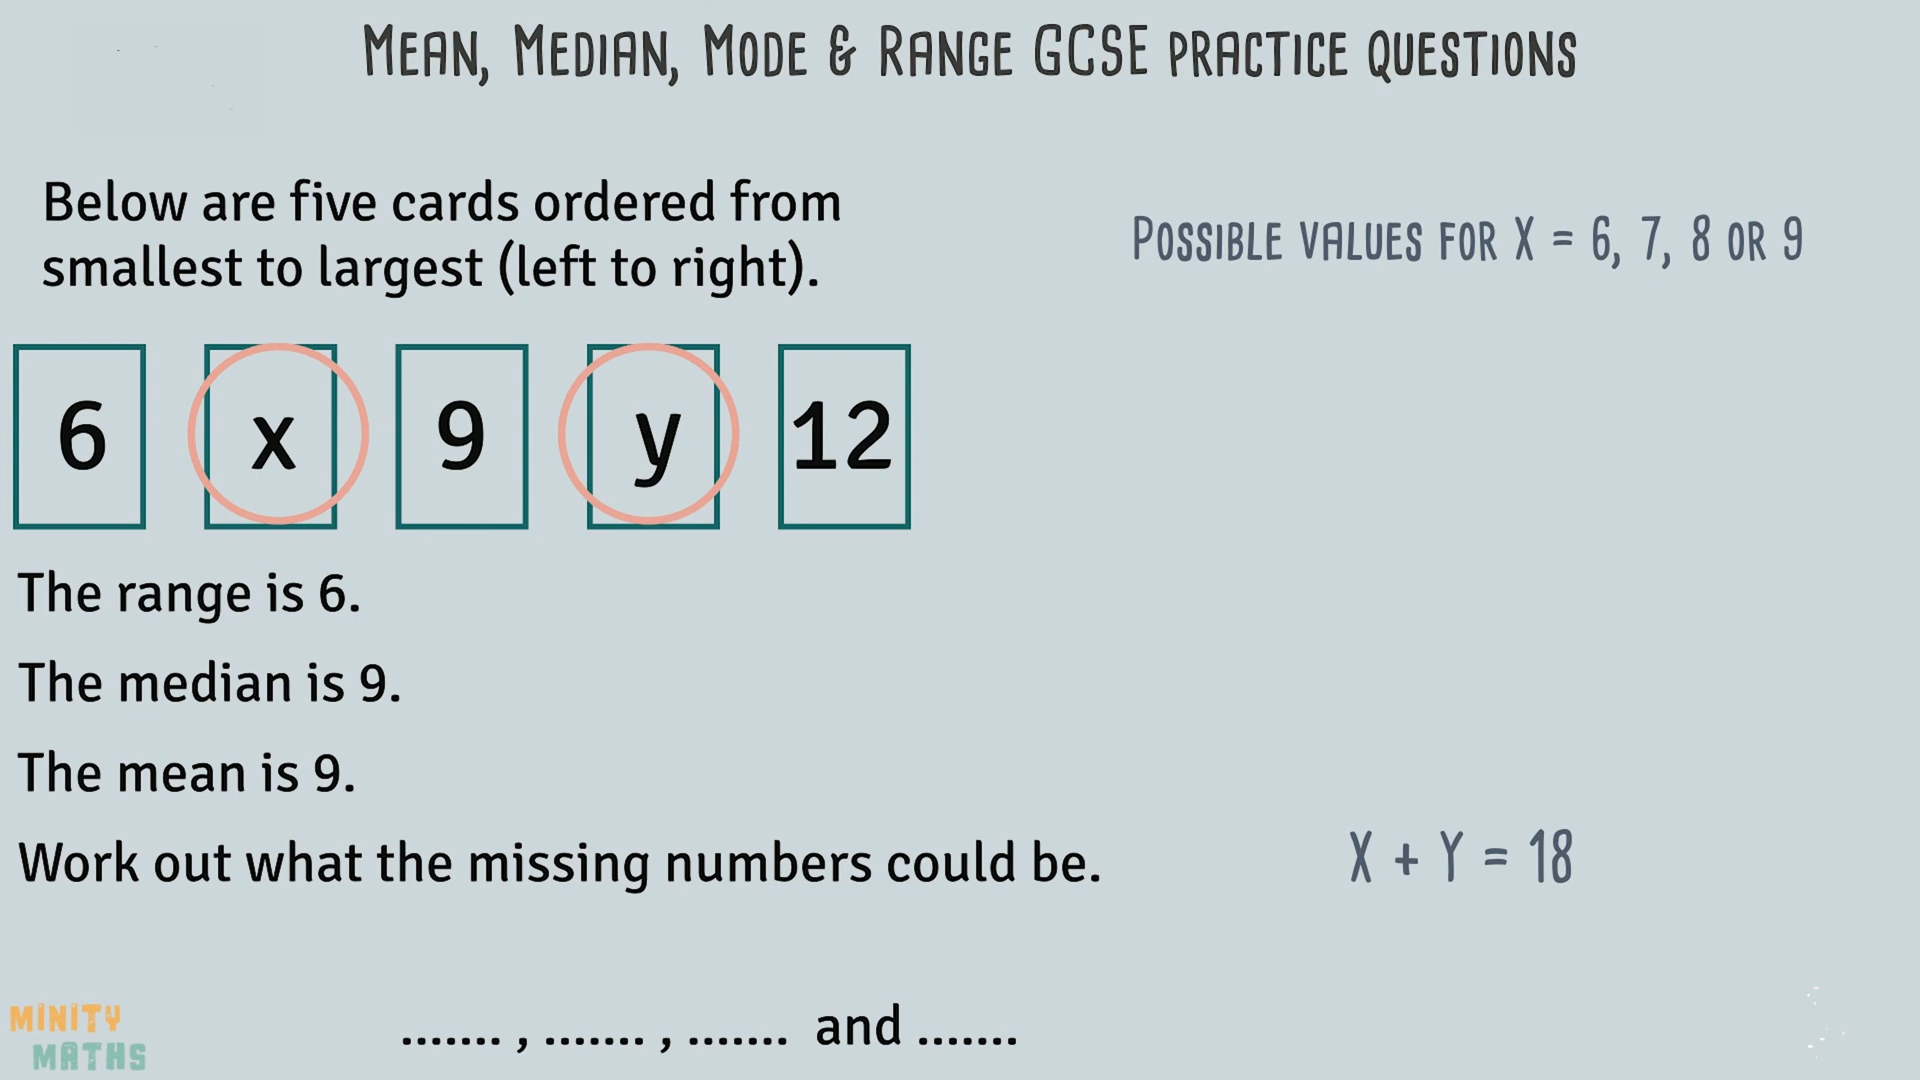 MEAN, MEDIAN, MODE & RANGE GCSE PRACTICE QUESTIONS
Below are five cards ordered from
smallest to largest (left to right).
POSSIBLE VALUES FOR X = 6, 7, 8 OR 9
6 x 9 y 12
The range is 6.
The median is 9.
The mean is 9.
Work out what the missing numbers could be.
X + Y = 18
....... , ....... , ....... and .......
MINITY
MATHS